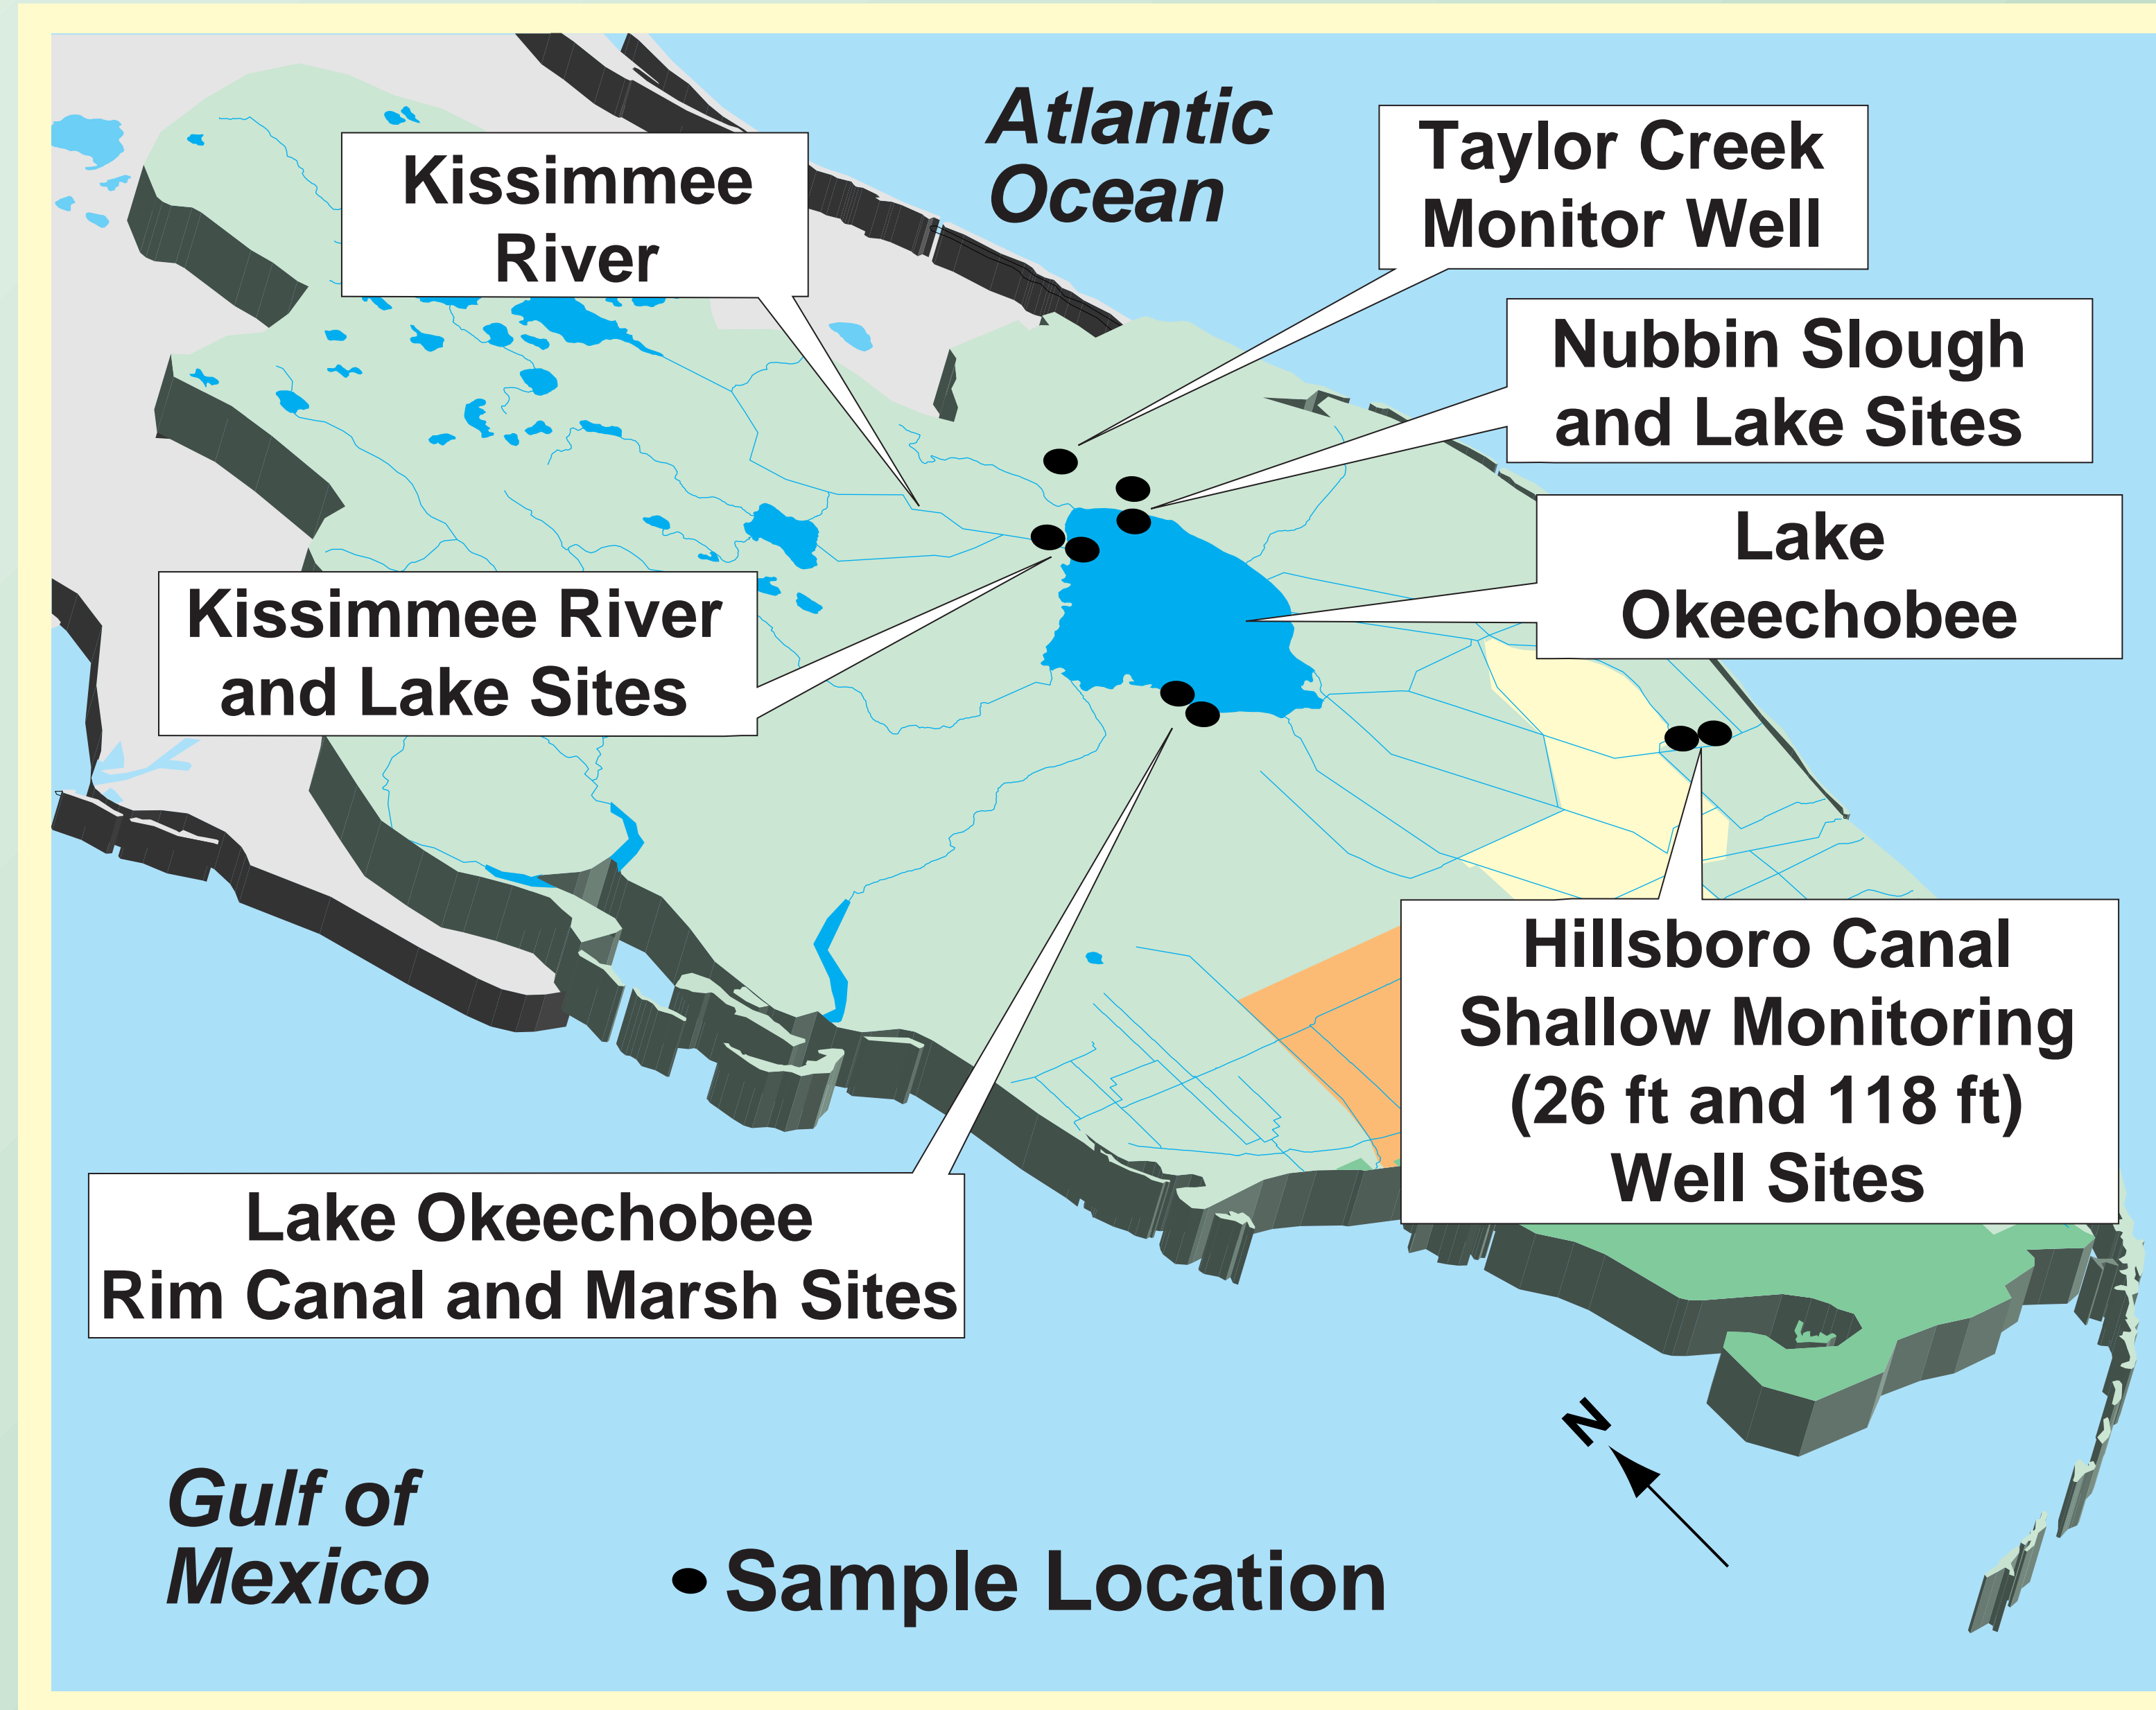 Atlantic
Ocean
Kissimmee
River
Taylor Creek
Monitor Well
Nubbin Slough
and Lake Sites
Lake
Okeechobee
Kissimmee River
and Lake Sites
Hillsboro Canal
Shallow Monitoring
(26 ft and 118 ft)
Well Sites
Lake Okeechobee
Rim Canal and Marsh Sites
N
Gulf of
Mexico
Sample Location